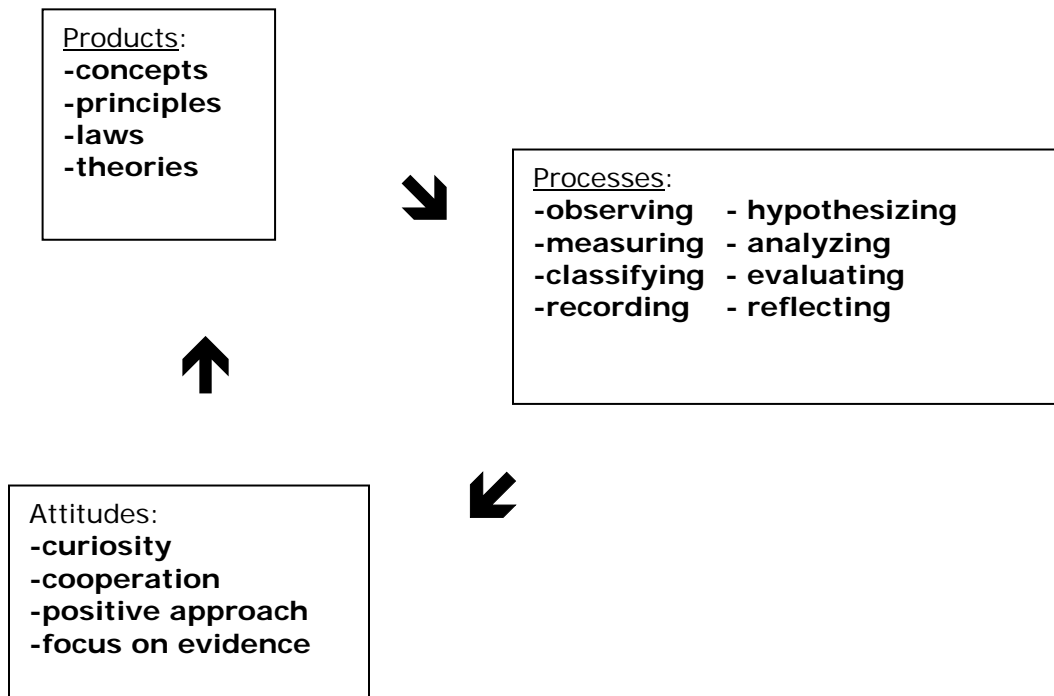 Products:
-concepts
-principles
-laws
-theories
Processes:
-observing - hypothesizing
-measuring - analyzing
-classifying - evaluating
-recording - reflecting
Attitudes:
-curiosity
-cooperation
-positive approach
-focus on evidence